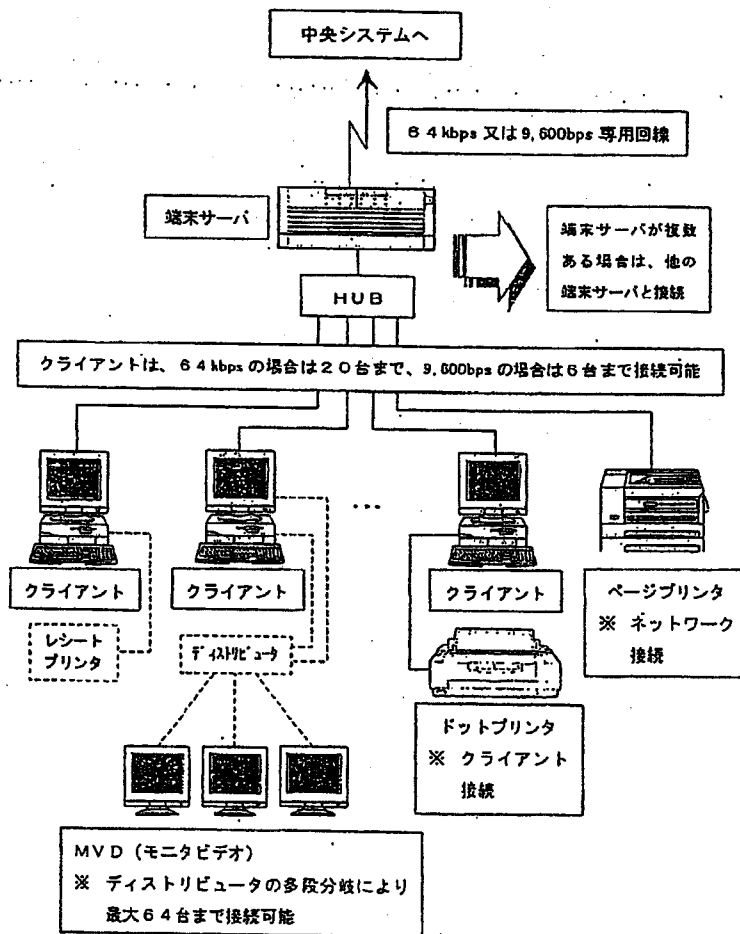 中央システムへ
６４kbps 又は 9,600bps 専用回線
端末サーバ
端末サーバが複数
ある場合は、他の
端末サーバと接続
ＨＵＢ
クライアントは、６４kbps の場合は２０台まで、9,600bps の場合は６台まで接続可能
…
クライアント
クライアント
クライアント
ページプリンタ
※ ネットワーク
接続
レシート
プリンタ
ﾃﾞｨｽﾄﾘﾋﾞｭｰﾀ
ドットプリンタ
※ クライアント
接続
ＭＶＤ（モニタビデオ）
※ ディストリビュータの多段分岐により
最大６４台まで接続可能